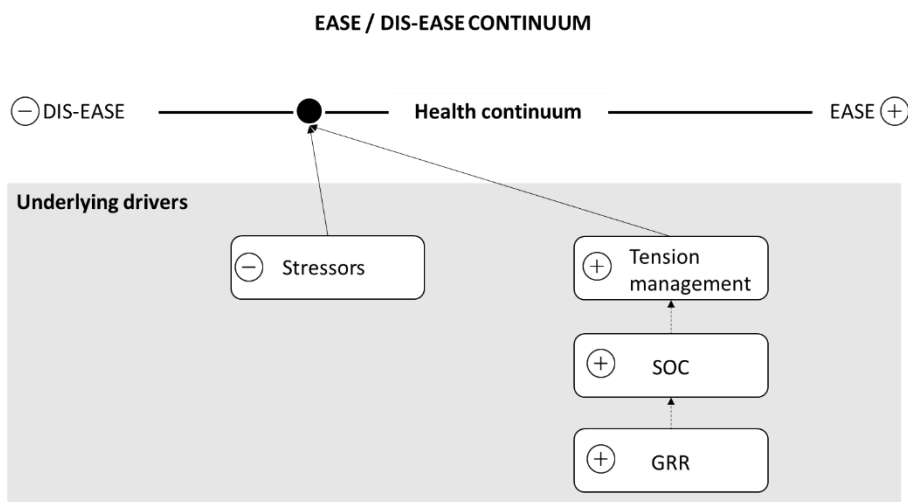 EASE / DIS-EASE CONTINUUM
− DIS-EASE
Health continuum
EASE +
Underlying drivers
− Stressors
+ Tension
management
+ SOC
+ GRR